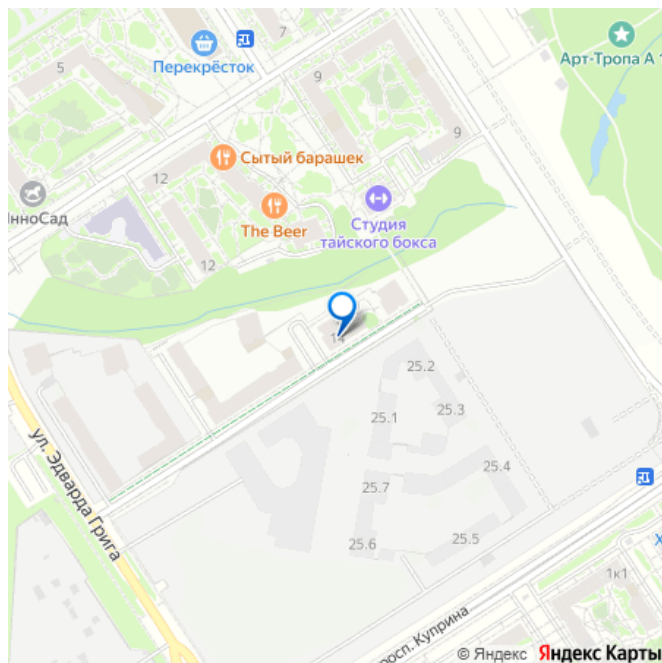 7
Перекрёсток
5
9
Арт-Тропа А 1
9
Сытый барашек
12
ИнноСад
The Beer
Студия
тайского бокса
12
14
25.2
25.1
25.3
25.4
25.7
25.5
25.6
ул. Эдварда Грига
Х
1к1
просп. Куприна
© Яндекс Яндекс Карты